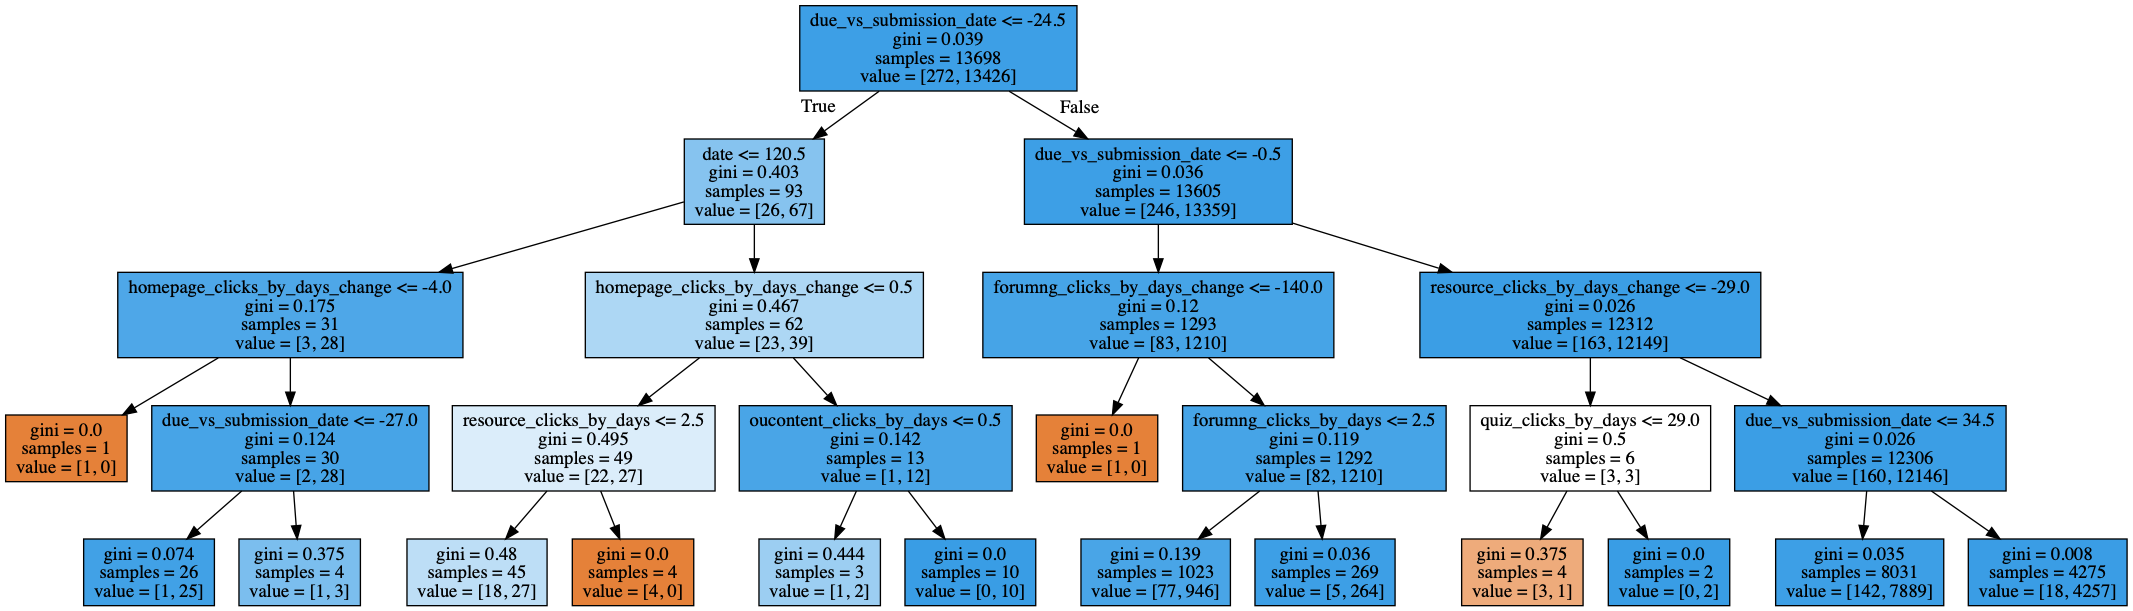 due_vs_submission_date <= -24.5
gini = 0.039
samples = 13698
value = [272, 13426]
True
False
date <= 120.5
gini = 0.403
samples = 93
value = [26, 67]
due_vs_submission_date <= -0.5
gini = 0.036
samples = 13605
value = [246, 13359]
homepage_clicks_by_days_change <= -4.0
gini = 0.175
samples = 31
value = [3, 28]
homepage_clicks_by_days_change <= 0.5
gini = 0.467
samples = 62
value = [23, 39]
forumng_clicks_by_days_change <= -140.0
gini = 0.12
samples = 1293
value = [83, 1210]
resource_clicks_by_days_change <= -29.0
gini = 0.026
samples = 12312
value = [163, 12149]
gini = 0.0
samples = 1
value = [1, 0]
due_vs_submission_date <= -27.0
gini = 0.124
samples = 30
value = [2, 28]
resource_clicks_by_days <= 2.5
gini = 0.495
samples = 49
value = [22, 27]
oucontent_clicks_by_days <= 0.5
gini = 0.142
samples = 13
value = [1, 12]
gini = 0.0
samples = 1
value = [1, 0]
forumng_clicks_by_days <= 2.5
gini = 0.119
samples = 1292
value = [82, 1210]
quiz_clicks_by_days <= 29.0
gini = 0.5
samples = 6
value = [3, 3]
due_vs_submission_date <= 34.5
gini = 0.026
samples = 12306
value = [160, 12146]
gini = 0.074
samples = 26
value = [1, 25]
gini = 0.375
samples = 4
value = [1, 3]
gini = 0.48
samples = 45
value = [18, 27]
gini = 0.0
samples = 4
value = [4, 0]
gini = 0.444
samples = 3
value = [1, 2]
gini = 0.0
samples = 10
value = [0, 10]
gini = 0.139
samples = 1023
value = [77, 946]
gini = 0.036
samples = 269
value = [5, 264]
gini = 0.375
samples = 4
value = [3, 1]
gini = 0.0
samples = 2
value = [0, 2]
gini = 0.035
samples = 8031
value = [142, 7889]
gini = 0.008
samples = 4275
value = [18, 4257]